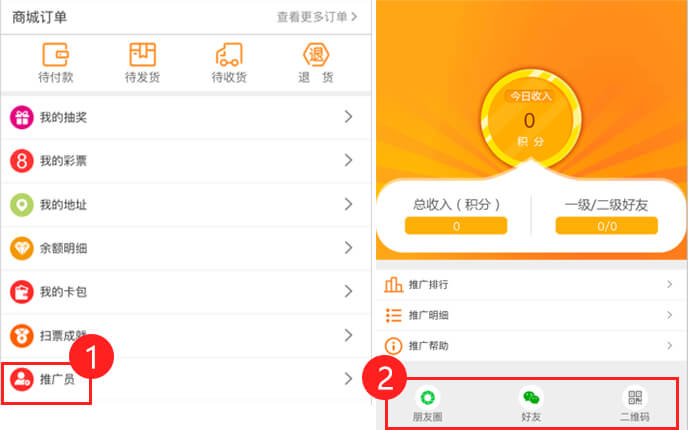 商城订单
查看更多订单
待付款
待发货
待收货
退
退 货
我的抽奖
8
我的彩票
我的地址
余额明细
我的卡包
扫票成就
1
推广员
今日收入
0
积 分
总收入（积分）
一级/二级好友
0
0/0
推广排行
推广明细
推广帮助
2
朋友圈
好友
二维码